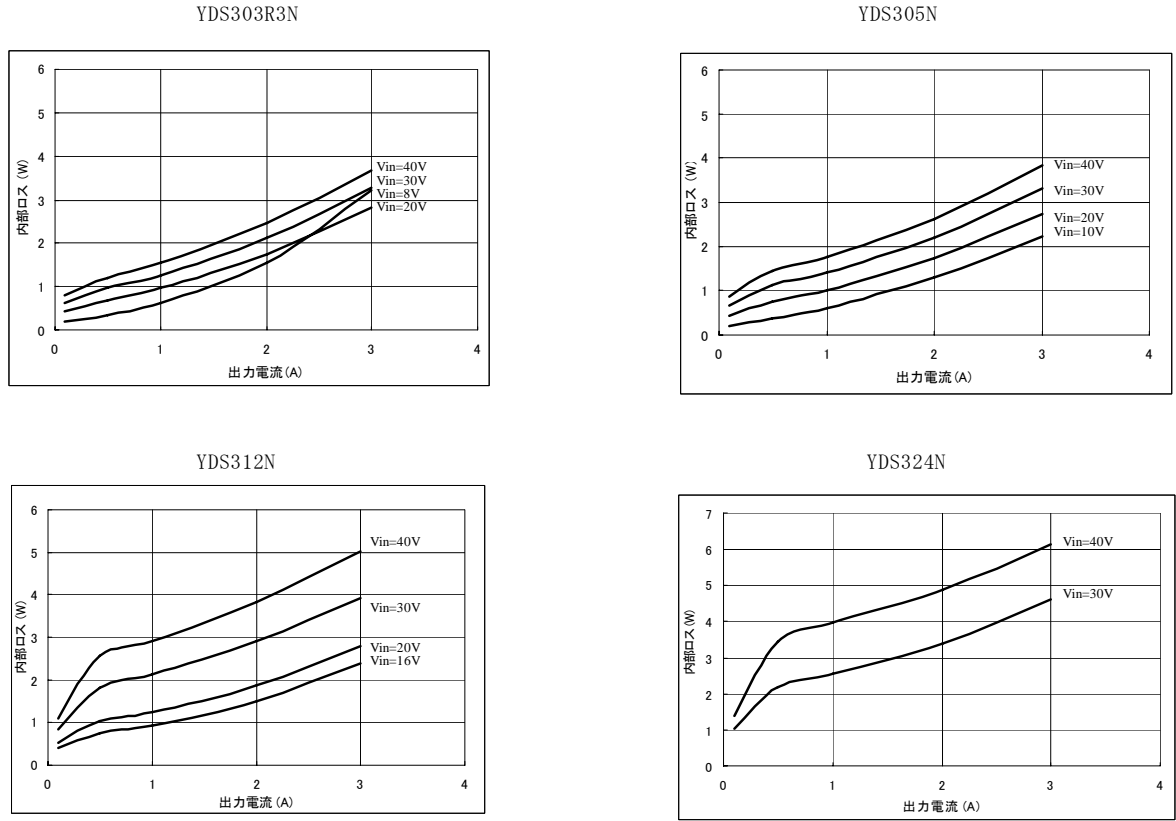 YDS303R3N
6
5
4
3
2
1
0
内部ロス (W)
Vin=40V
Vin=30V
Vin=8V
Vin=20V
0 1 2 3 4
出力電流(A)
YDS305N
6
5
4
3
2
1
0
内部ロス (W)
Vin=40V
Vin=30V
Vin=20V
Vin=10V
0 1 2 3 4
出力電流(A)
YDS312N
6
5
4
3
2
1
0
内部ロス (W)
Vin=40V
Vin=30V
Vin=20V
Vin=16V
0 1 2 3 4
出力電流(A)
YDS324N
7
6
5
4
3
2
1
0
内部ロス(W)
Vin=40V
Vin=30V
0 1 2 3 4
出力電流(A)